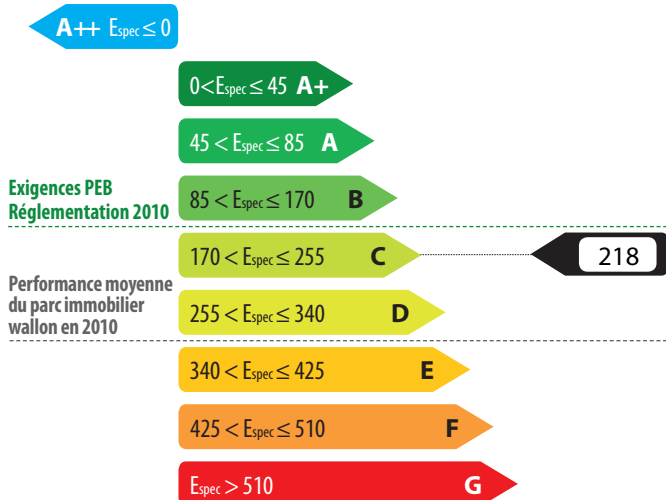 A++ Espec ≤ 0
0 < Espec ≤ 45 A+
45 < Espec ≤ 85 A
Exigences PEB
Réglementation 2010
85 < Espec ≤ 170 B
170 < Espec ≤ 255 C
218
Performance moyenne
du parc immobilier
wallon en 2010
255 < Espec ≤ 340 D
340 < Espec ≤ 425 E
425 < Espec ≤ 510 F
Espec > 510 G